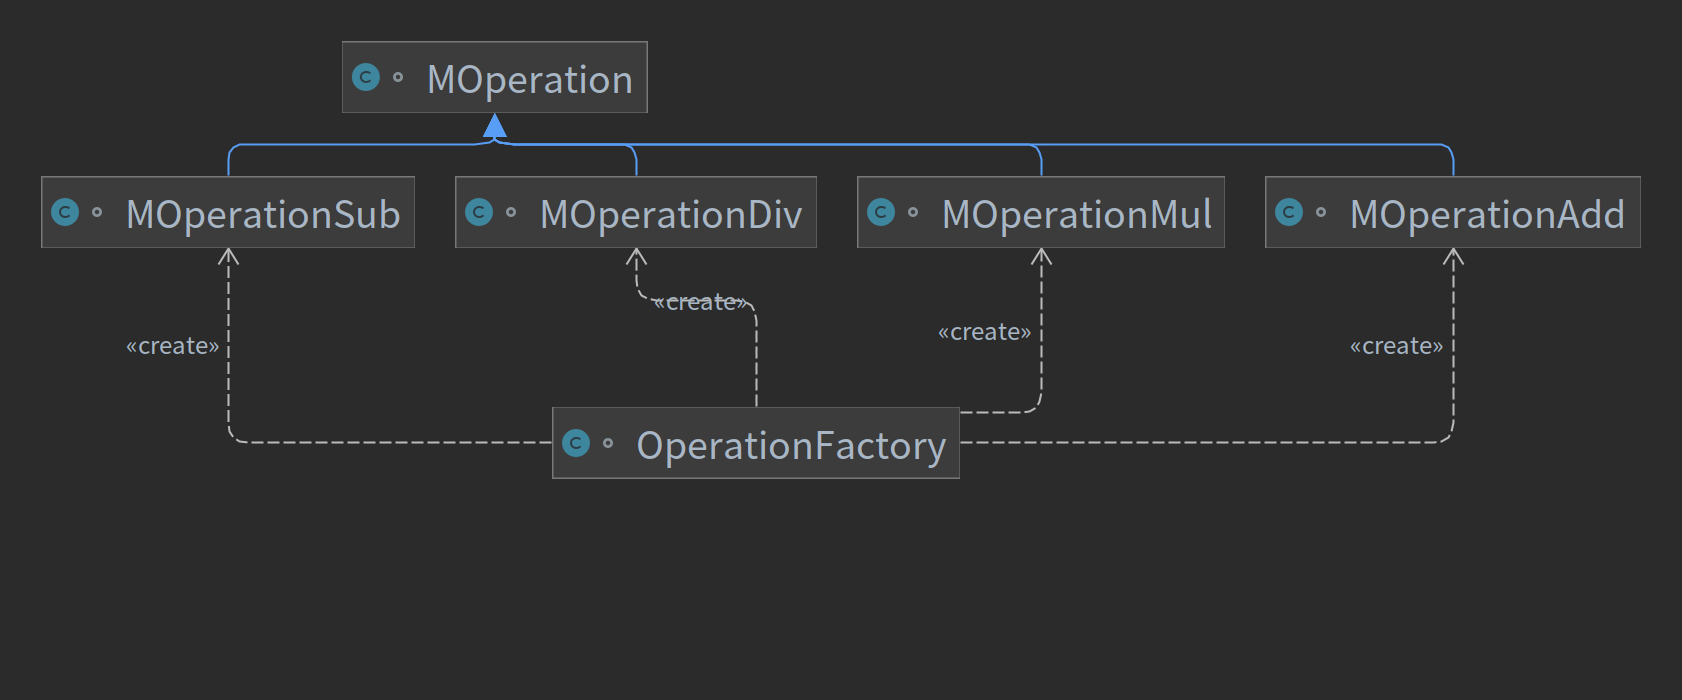 MOperation
MOperationSub
MOperationDiv
MOperationMul
MOperationAdd
«create»
«create»
«create»
«create»
OperationFactory